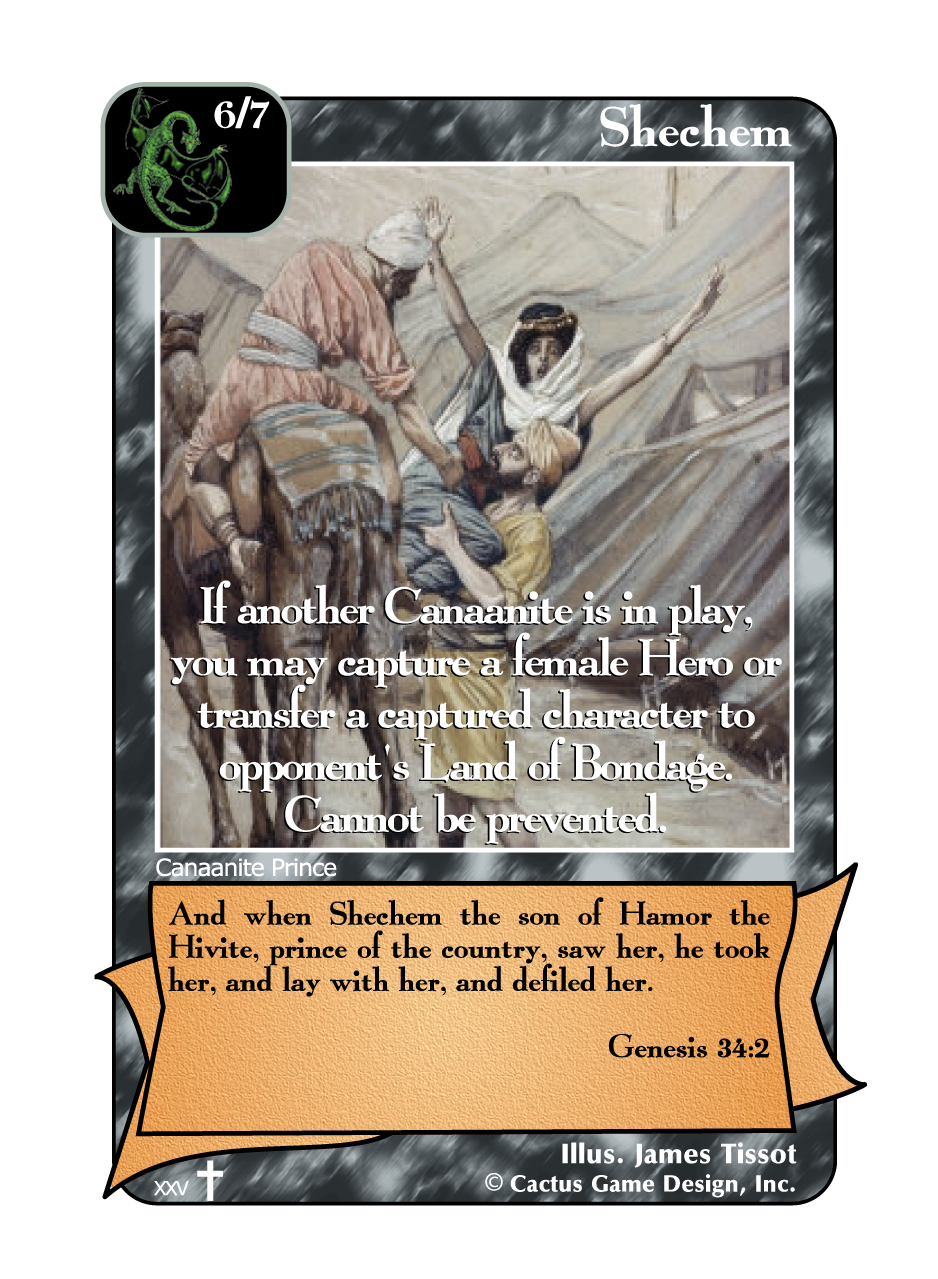 6/7
Shechem
If another Canaanite is in play,
you may capture a female Hero or
transfer a captured character to
opponent's Land of Bondage.
Cannot be prevented.
Canaanite Prince
And when Shechem the son of Hamor the
Hivite, prince of the country, saw her, he took
her, and lay with her, and defiled her.
Genesis 34:2
Illus. James Tissot
XXV
© Cactus Game Design, Inc.